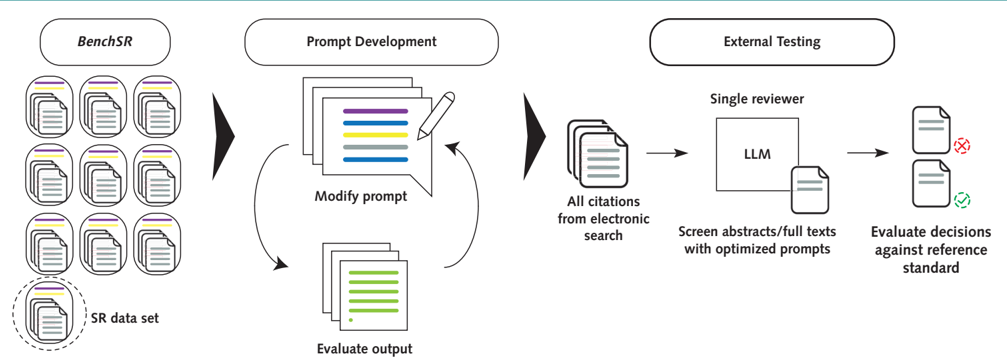 BenchSR
Prompt Development
External Testing
SR data set
Modify prompt
Evaluate output
All citations
from electronic
search
Single reviewer
LLM
Screen abstracts/full texts
with optimized prompts
Evaluate decisions
against reference
standard